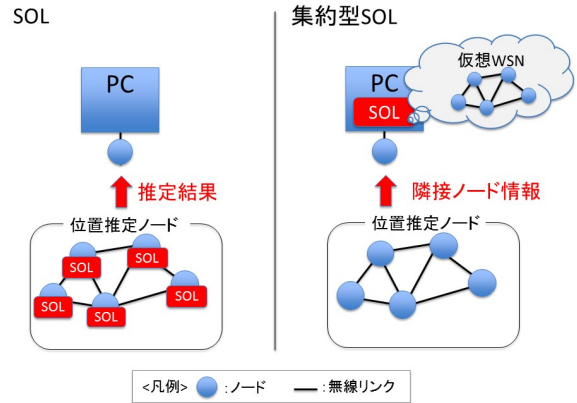 SOL
PC
推定結果
位置推定ノード
SOL
SOL
SOL
SOL
SOL
集約型SOL
仮想WSN
PC
SOL
隣接ノード情報
位置推定ノード
<凡例> :ノード :無線リンク